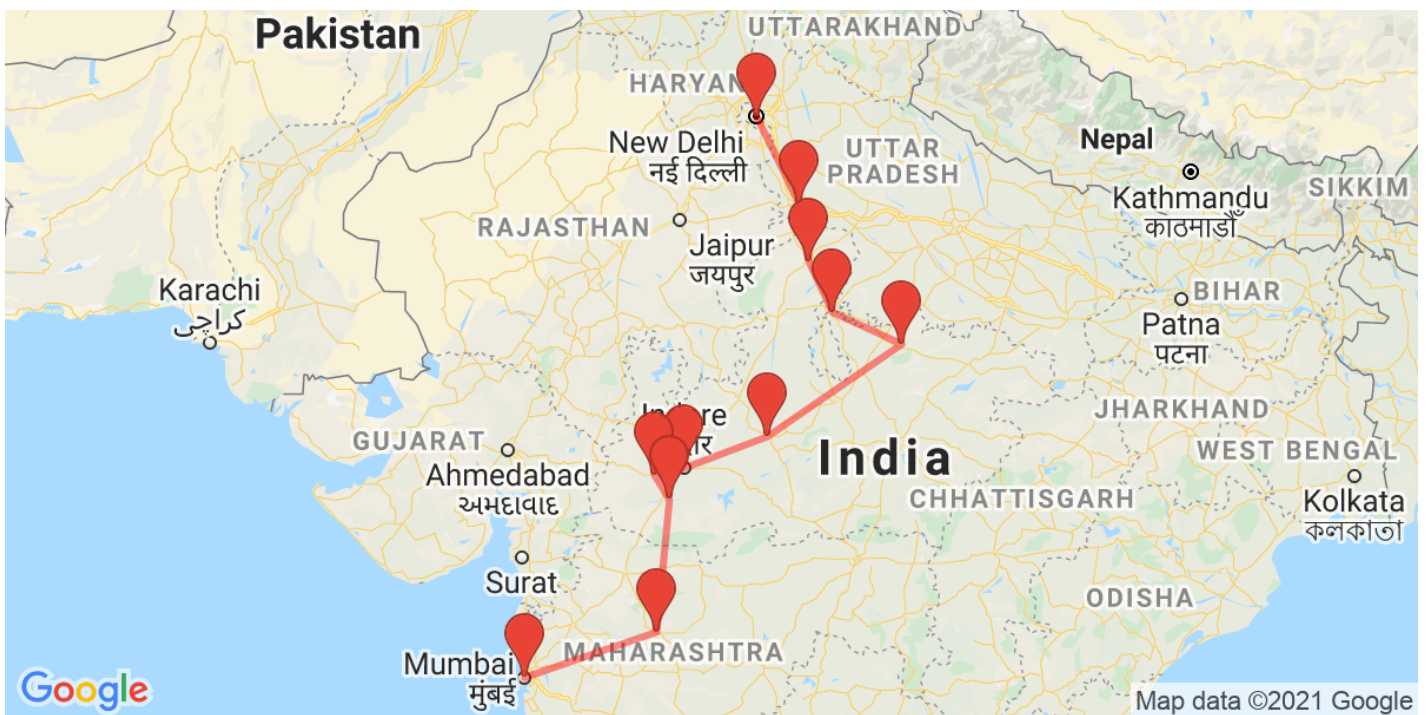 Pakistan
UTTARAKHAND
HARYAN
New Delhi
नई दिल्ली
UTTAR
PRADESH
Nepal
Kathmandu
काठमाडौँ
SIKKIM
RAJASTHAN
Jaipur
जयपुर
Karachi
کراچی
BIHAR
Patna
पटना
GUJARAT
Ahmedabad
અમદાવાદ
India
JHARKHAND
WEST BENGAL
Kolkata
কলকাতা
CHHATTISGARH
Surat
ODISHA
MAHARASHTRA
Mumbai
मुंबई
Google
Map data ©2021 Google